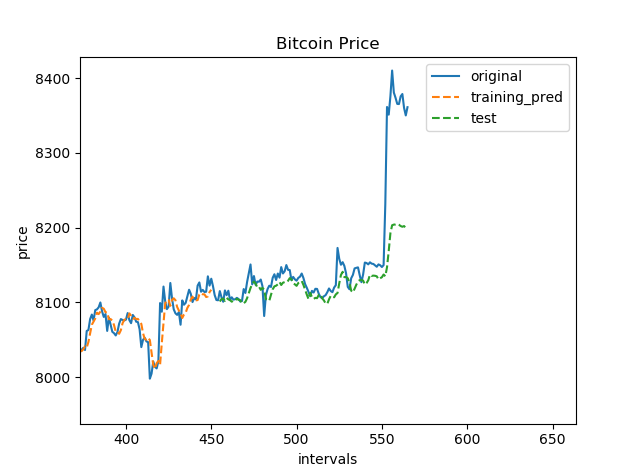 Bitcoin Price
original
training_pred
test
price
8400
8300
8200
8100
8000
400
450
500
550
600
650
intervals